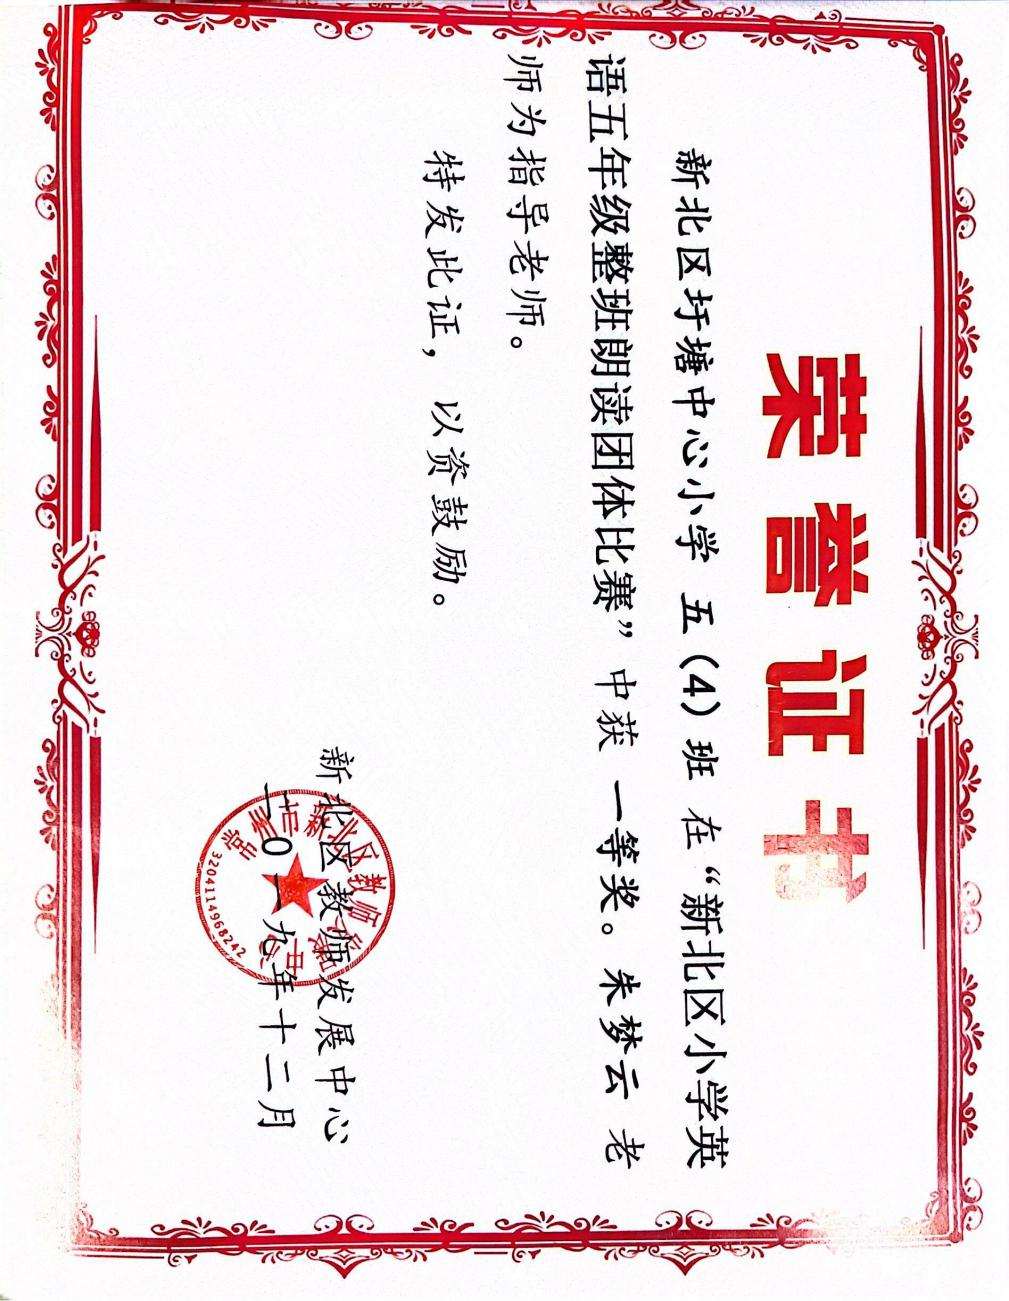 荣誉证书
新北区圩塘中心小学 五（4）班 在“新北区小学英
语五年级整班朗读团体比赛”中获 一等奖。朱梦云 老
师为指导老师。
特发此证，以资鼓励。
新北区教师发展中心
二〇一九年十二月
3204114968242